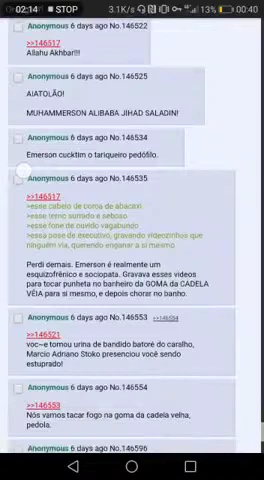 02:14 STOP 3.1K/s 13% 00:40
Anonymous 6 days ago No.146522
>>146517
Allahu Akhbar!!!
Anonymous 6 days ago No.146525
AIATOLÃO!
MUHAMMERSON ALIBABA JIHAD SALADIN!
Anonymous 6 days ago No.146534
Emerson cucktim o tariqueiro pedófilo.
Anonymous 6 days ago No.146535
>>146517
>esse cabelo de coroa de abacaxi
>esse terno surrado e seboso
>esse fone de ouvido vagabundo
>essa pose de executivo, gravando videozinhos que
ninguém via, querendo enganar a si mesmo
Perdi demais. Emerson é realmente um
esquizofrênico e sociopata. Gravava esses videos
para tocar punheta no banheiro da GOMA da CADELA
VÉIA para si mesmo, e depois chorar no banho.
Anonymous 6 days ago No.146553 >>146554
>>146521
voc~e tomou urina de bandido batoré do caralho,
Marcio Adriano Stoko presenciou você sendo
estuprado!
Anonymous 6 days ago No.146554
>>146553
Nós vamos tacar fogo na goma da cadela velha,
pedola.
Anonymous 6 days ago No.146596